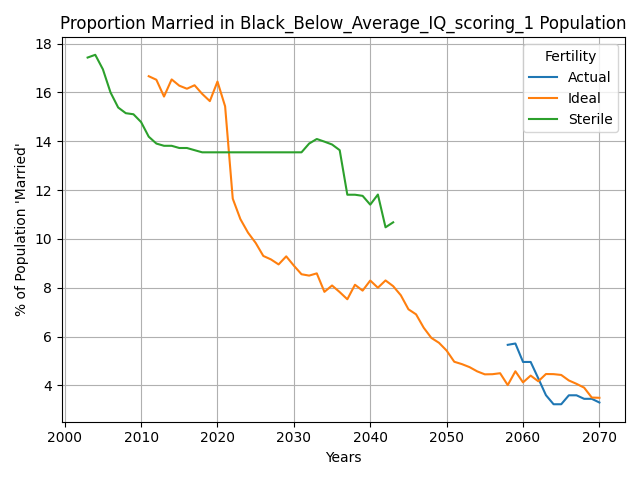 Proportion Married in Black_Below_Average_IQ_scoring_1 Population
% of Population 'Married'
18
16
14
12
10
8
6
4
Fertility
Actual
Ideal
Sterile
2000 2010 2020 2030 2040 2050 2060 2070
Years